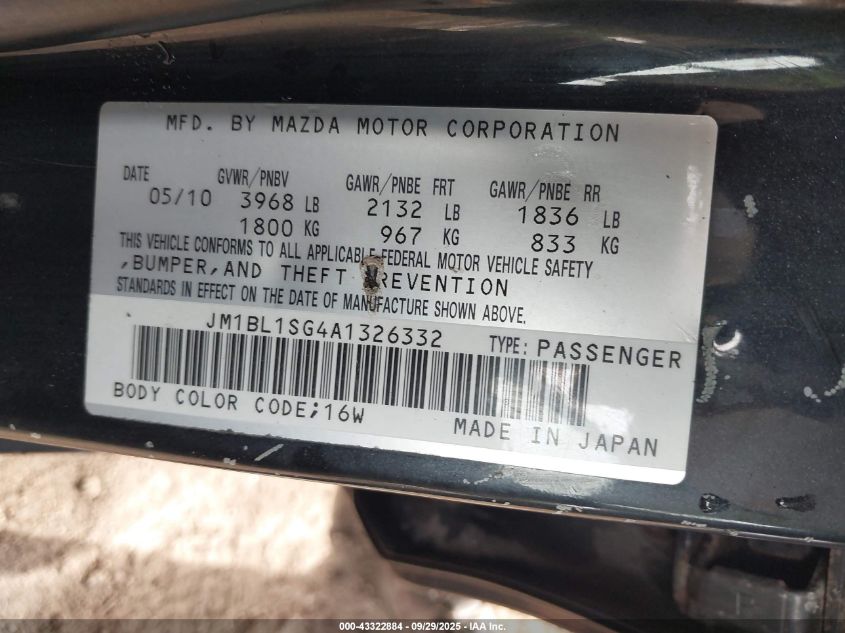 MFD. BY MAZDA MOTOR CORPORATION
DATE GVWR/PNBV GAWR/PNBE FRT GAWR/PNBE RR
05/10 3968 LB 2132 LB 1836 LB
1800 KG 967 KG 833 KG
THIS VEHICLE CONFORMS TO ALL APPLICABLE FEDERAL MOTOR VEHICLE SAFETY
,BUMPER,AND THEFT PREVENTION
STANDARDS IN EFFECT ON THE DATE OF MANUFACTURE SHOWN ABOVE.
JM1BL1SG4A1326332 TYPE: PASSENGER
BODY COLOR CODE;16W
MADE IN JAPAN
000-43322884 - 09/29/2025 - IAA Inc.